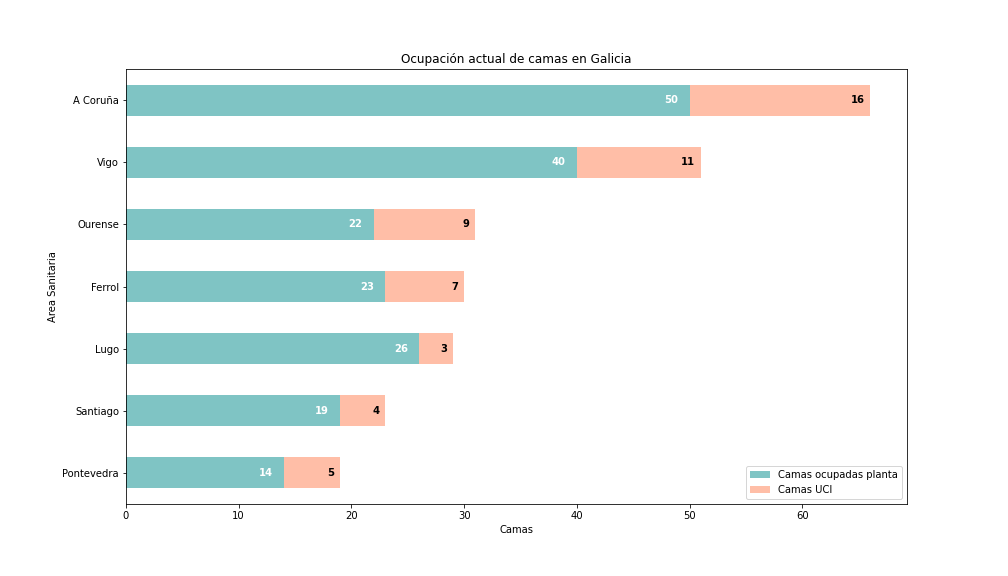 Ocupación actual de camas en Galicia
A Coruña 50 16
Vigo 40 11
Ourense 22 9
Ferrol 23 7
Lugo 26 3
Santiago 19 4
Pontevedra 14 5
Area Sanitaria
Camas ocupadas planta
Camas UCI
0 10 20 30 40 50 60
Camas